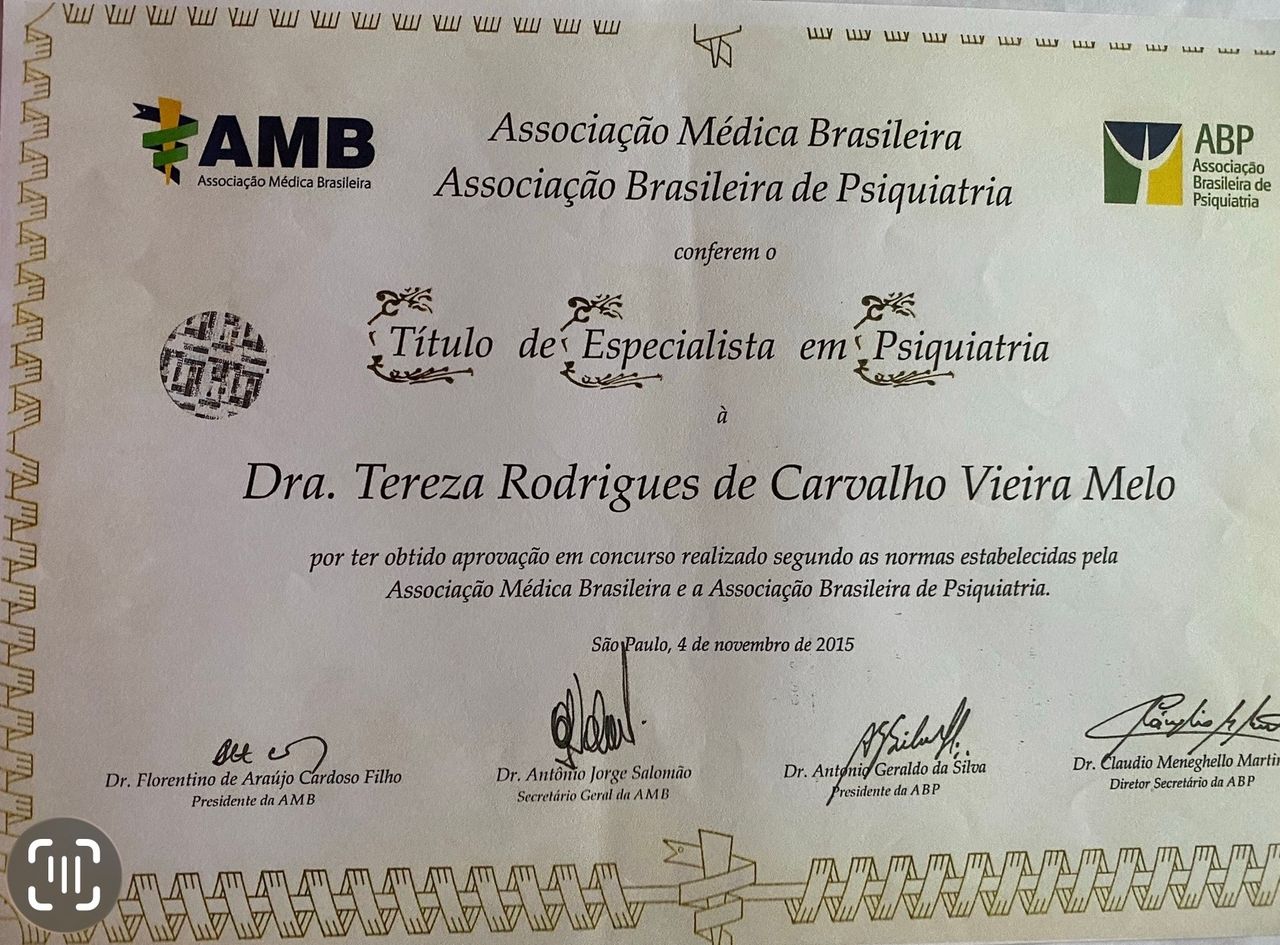 AMB
Associação Médica Brasileira
Associação Médica Brasileira
Associação Brasileira de Psiquiatria
ABP
Associação
Brasileira de
Psiquiatria
conferem o
Título de Especialista em Psiquiatria
à
Dra. Tereza Rodrigues de Carvalho Vieira Melo
por ter obtido aprovação em concurso realizado segundo as normas estabelecidas pela
Associação Médica Brasileira e a Associação Brasileira de Psiquiatria.
São Paulo, 4 de novembro de 2015
Dr. Florentino de Araújo Cardoso Filho
Presidente da AMB
Dr. Antônio Jorge Salomão
Secretário Geral da AMB
Dr. Antônio Geraldo da Silva
Presidente da ABP
Dr. Claudio Meneghello Martin
Diretor Secretário da ABP